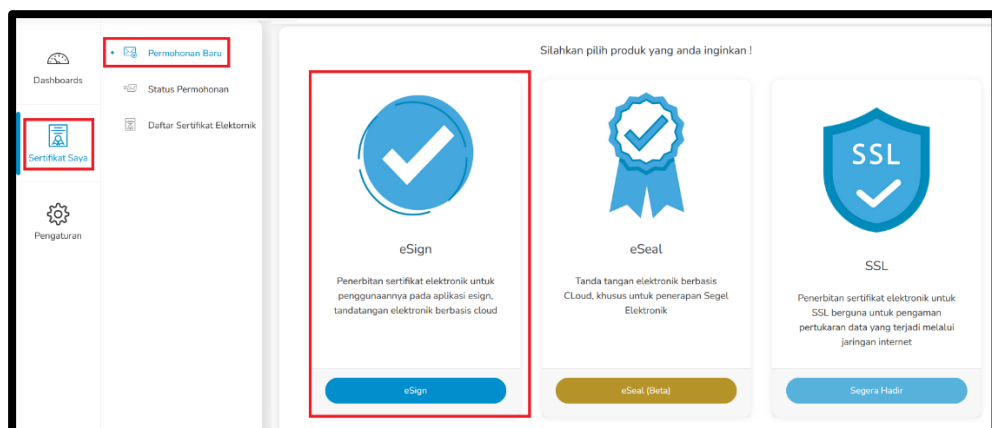 Dashboards
Sertifikat Saya
Pengaturan
Permohonan Baru
Status Permohonan
Daftar Sertifikat Elektornik
Silahkan pilih produk yang anda inginkan !
eSign
Penerbitan sertifikat elektronik untuk
penggunaannya pada aplikasi esign,
tandatangan elektronik berbasis cloud
eSign
eSeal
Tanda tangan elektronik berbasis
CLoud, khusus untuk penerapan Segel
Elektronik
eSeal (Beta)
SSL
SSL
Penerbitan sertifikat elektronik untuk
SSL berguna untuk pengaman
pertukaran data yang terjadi melalui
jaringan internet
Segera Hadir